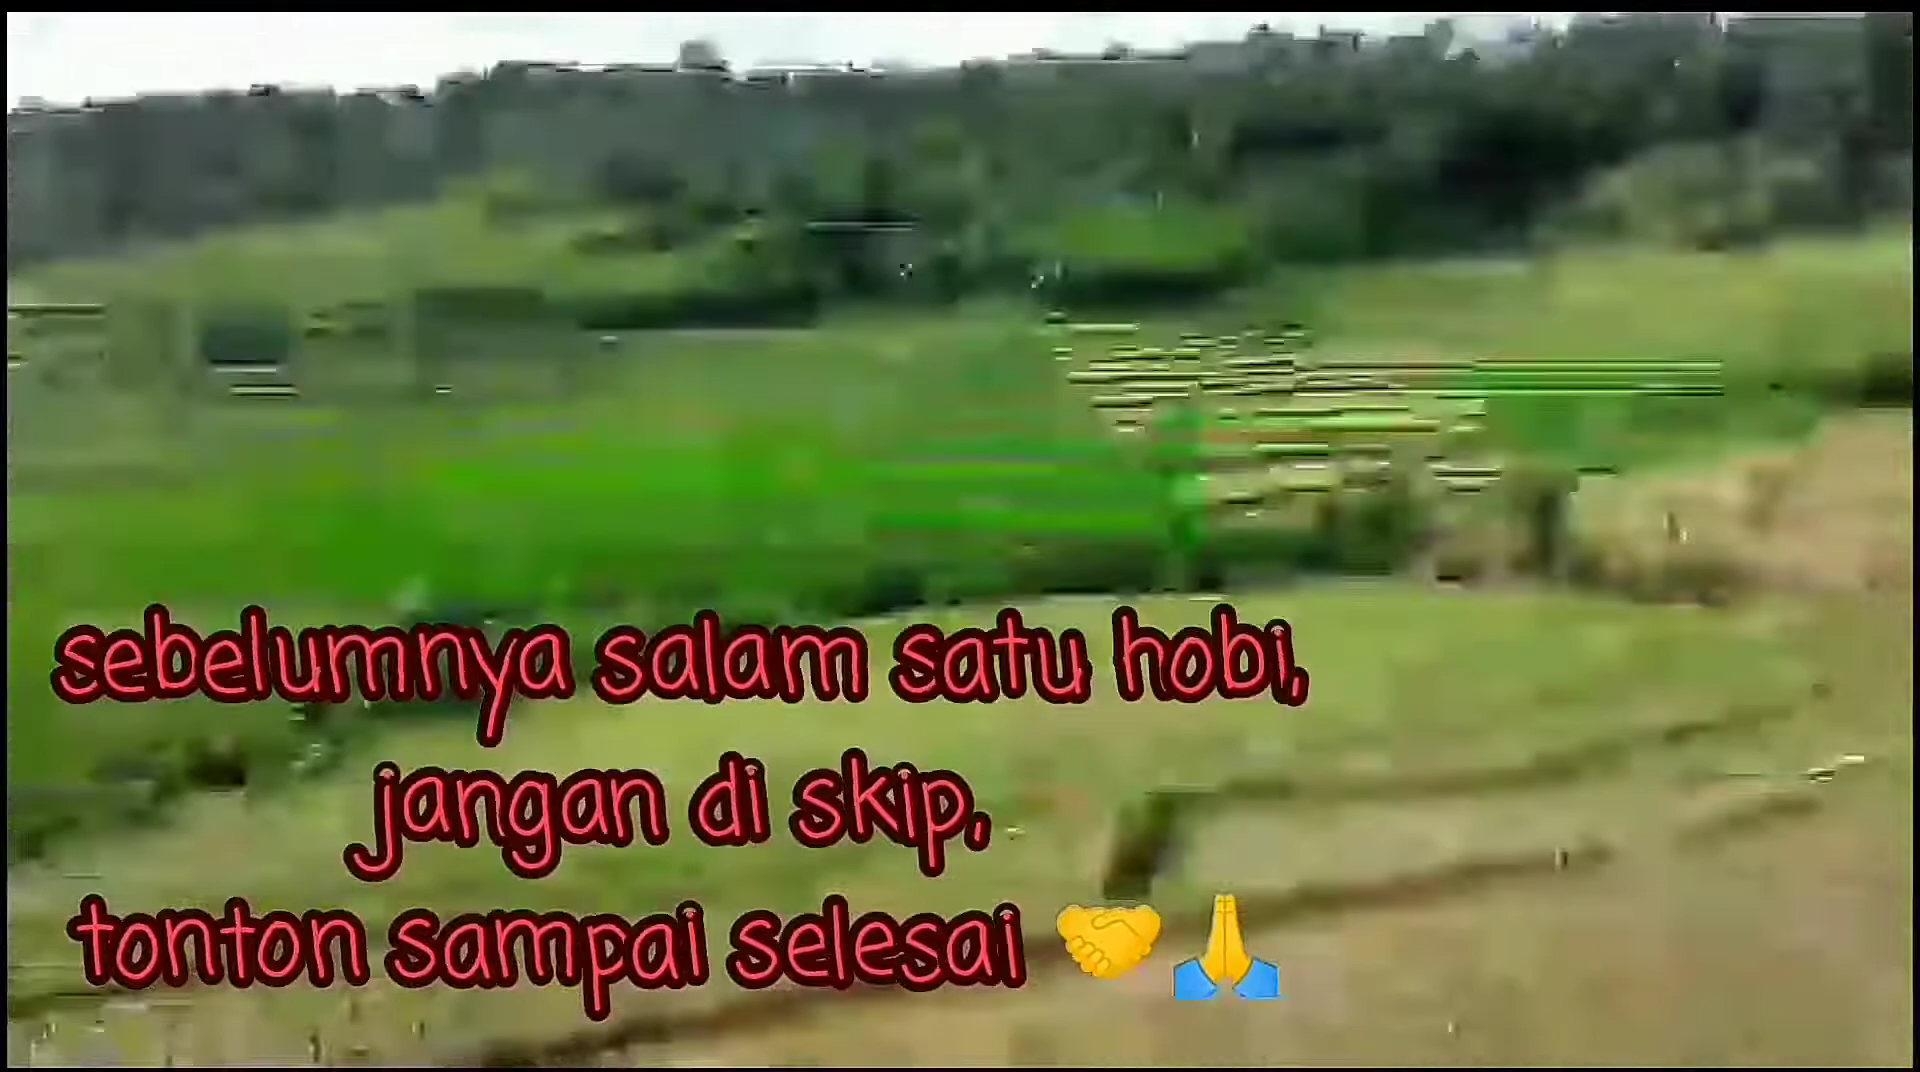 sebelumnya salam satu hobi,
jangan di skip,
tonton sampai selesai 🤝🙏